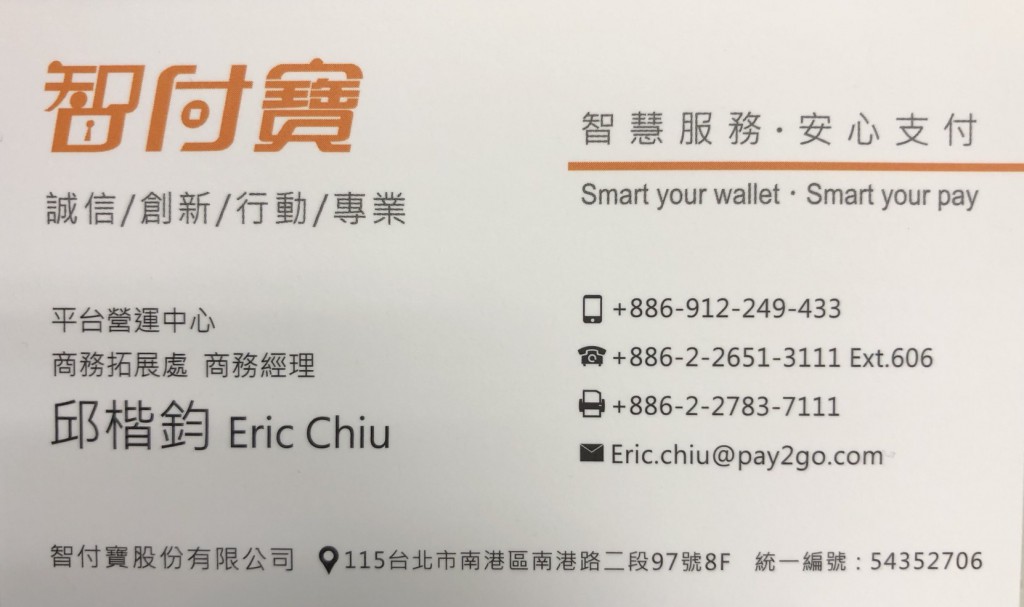 智付寶
誠信/創新/行動/專業
智慧服務·安心支付
Smart your wallet · Smart your pay
平台營運中心
商務拓展處 商務經理
邱楷鈞 Eric Chiu
+886-912-249-433
+886-2-2651-3111 Ext.606
+886-2-2783-7111
Eric.chiu@pay2go.com
智付寶股份有限公司 115台北市南港區南港路二段97號8F 統一編號：54352706